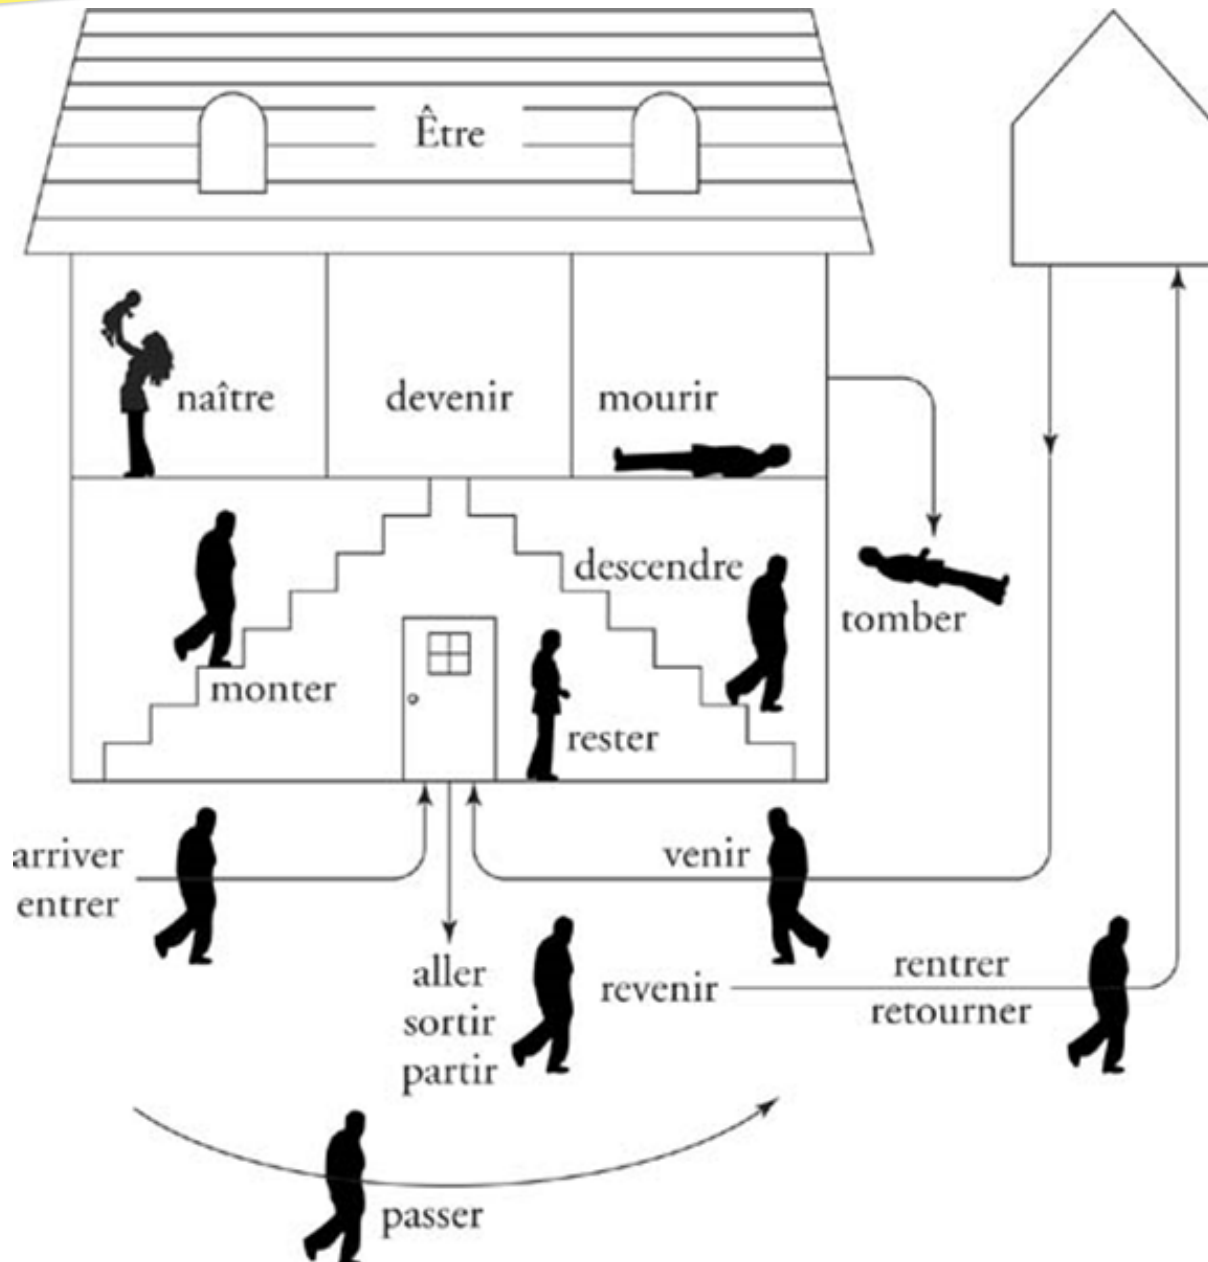 Être
naître
devenir
mourir
descendre
tomber
monter
rester
arriver
entrer
venir
aller
sortir
partir
revenir
rentrer
retourner
passer